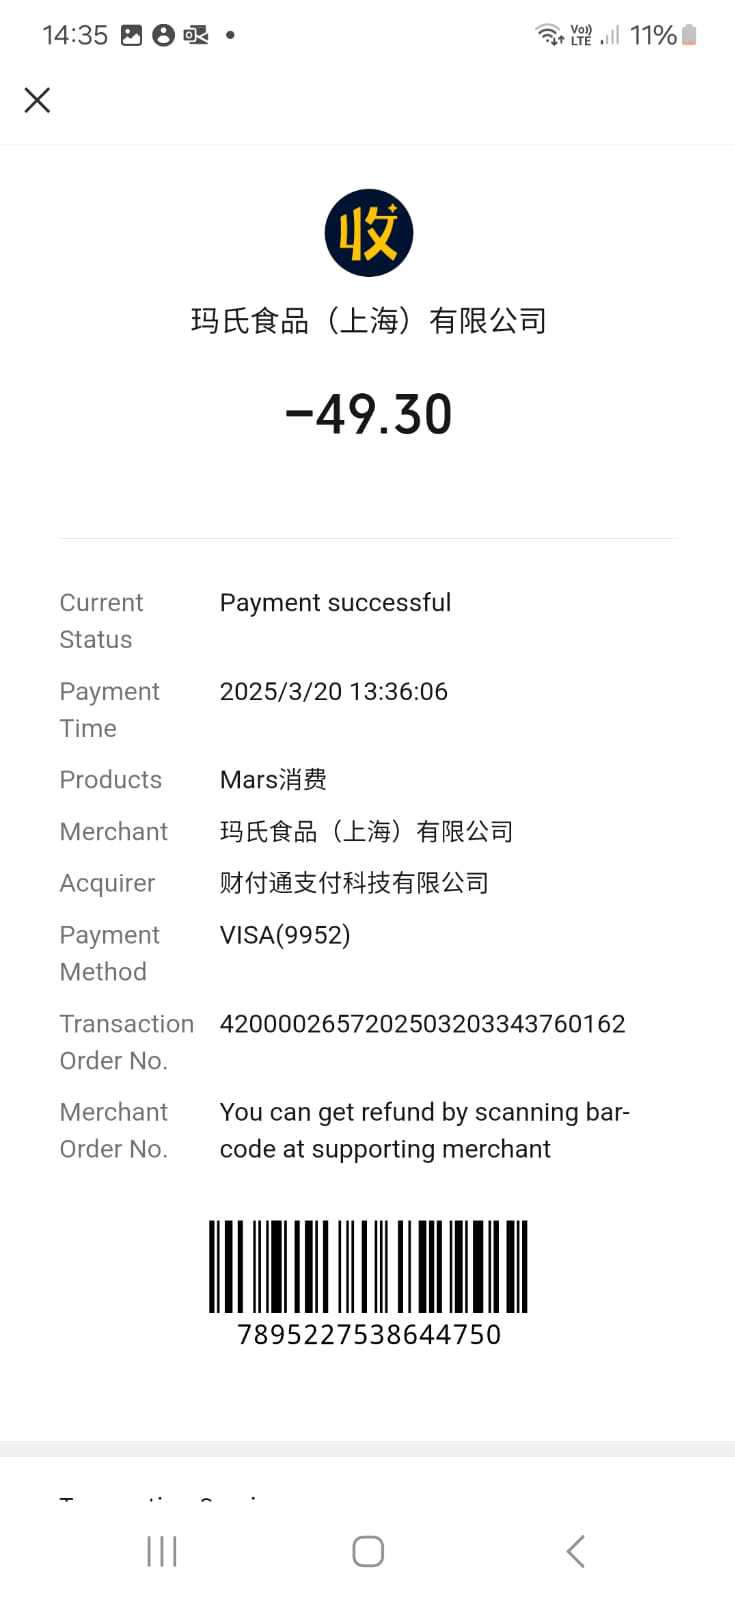 14:35
Vo))
LTE
11%
收
玛氏食品（上海）有限公司
-49.30
Current
Status
Payment successful
Payment
Time
2025/3/20 13:36:06
Products
Mars消费
Merchant
玛氏食品（上海）有限公司
Acquirer
财付通支付科技有限公司
Payment
Method
VISA(9952)
Transaction
Order No.
4200002657202503203343760162
Merchant
Order No.
You can get refund by scanning bar-
code at supporting merchant
7895227538644750